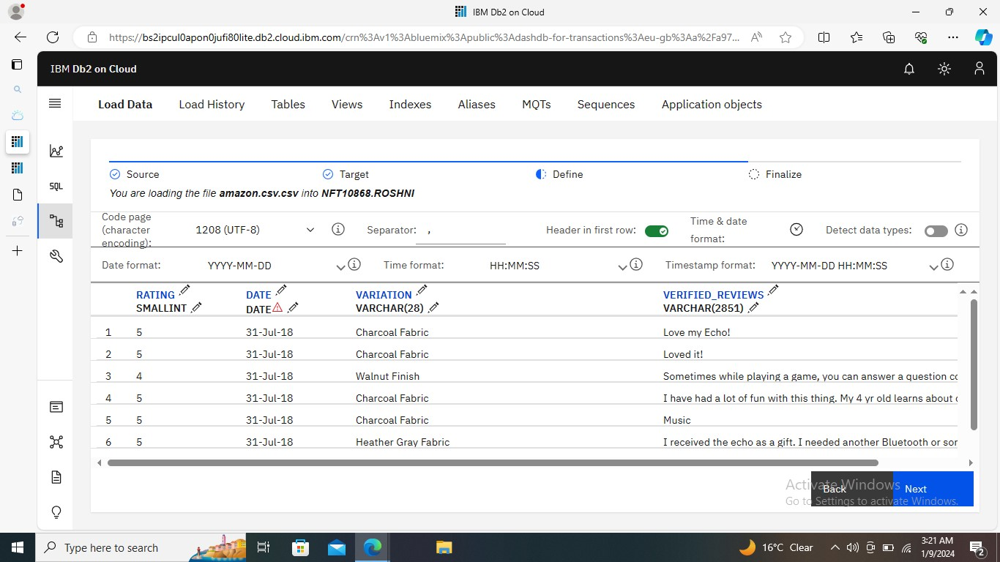 IBM Db2 on Cloud
https://bs2ipcul0apon0jufi80lite.db2.cloud.ibm.com/crn%3Av1%3Abluemix%3Apublic%3Adashdb-for-transactions%3Aeu-gb%3Aa%2Fa97...
IBM Db2 on Cloud
Load Data Load History Tables Views Indexes Aliases MQTs Sequences Application objects
SQL
Source Target Define Finalize
You are loading the file amazon.csv.csv into NFT10868.ROSHNI
Code page (character encoding): 1208 (UTF-8) Separator: , Header in first row: Time & date format: Detect data types:
Date format: YYYY-MM-DD Time format: HH:MM:SS Timestamp format: YYYY-MM-DD HH:MM:SS
RATING DATE VARIATION VERIFIED_REVIEWS
SMALLINT DATE VARCHAR(28) VARCHAR(2851)
1 5 31-Jul-18 Charcoal Fabric Love my Echo!
2 5 31-Jul-18 Charcoal Fabric Loved it!
3 4 31-Jul-18 Walnut Finish Sometimes while playing a game, you can answer a question co
4 5 31-Jul-18 Charcoal Fabric I have had a lot of fun with this thing. My 4 yr old learns about
5 5 31-Jul-18 Charcoal Fabric Music
6 5 31-Jul-18 Heather Gray Fabric I received the echo as a gift. I needed another Bluetooth or
Back Next
Activate Windows
Go to Settings to activate Windows.
Type here to search 16°C Clear 3:21 AM
1/9/2024 2